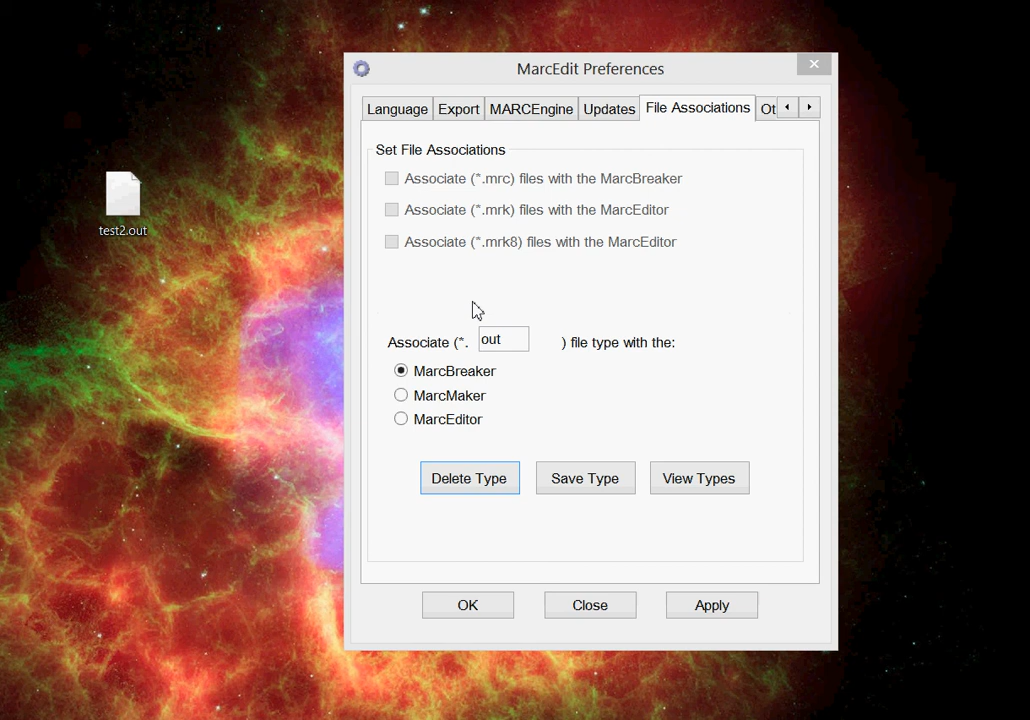 MarcEdit Preferences
Language Export MARCEngine Updates File Associations Ot
Set File Associations
Associate (*.mrc) files with the MarcBreaker
Associate (*.mrk) files with the MarcEditor
Associate (*.mrk8) files with the MarcEditor
Associate (*. out ) file type with the:
MarcBreaker
MarcMaker
MarcEditor
Delete Type Save Type View Types
OK Close Apply
test2.out